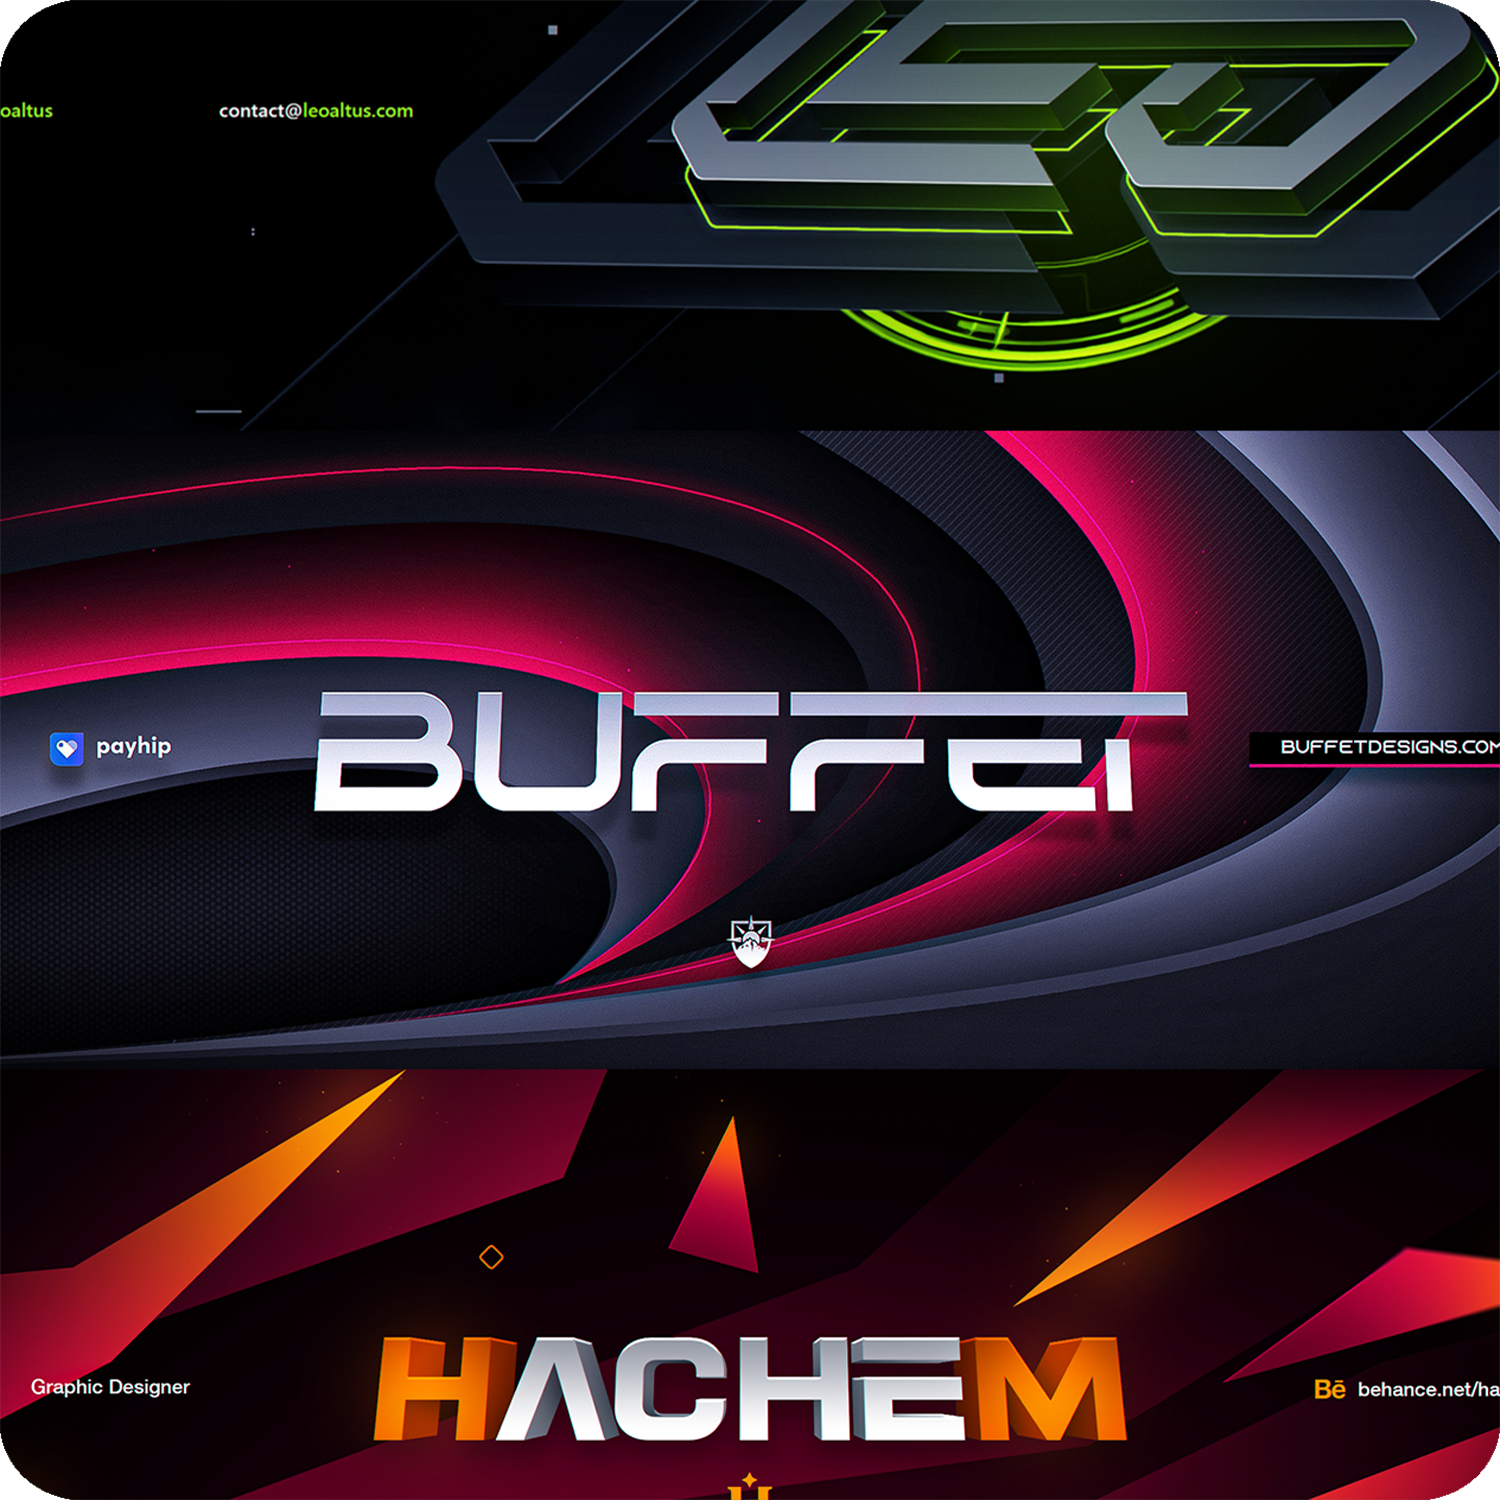 oaltus
contact@leoaltus.com
payhip
BUFFET
BUFFETDESIGNS.COM
HACHEM
Graphic Designer
Bē behance.net/ha